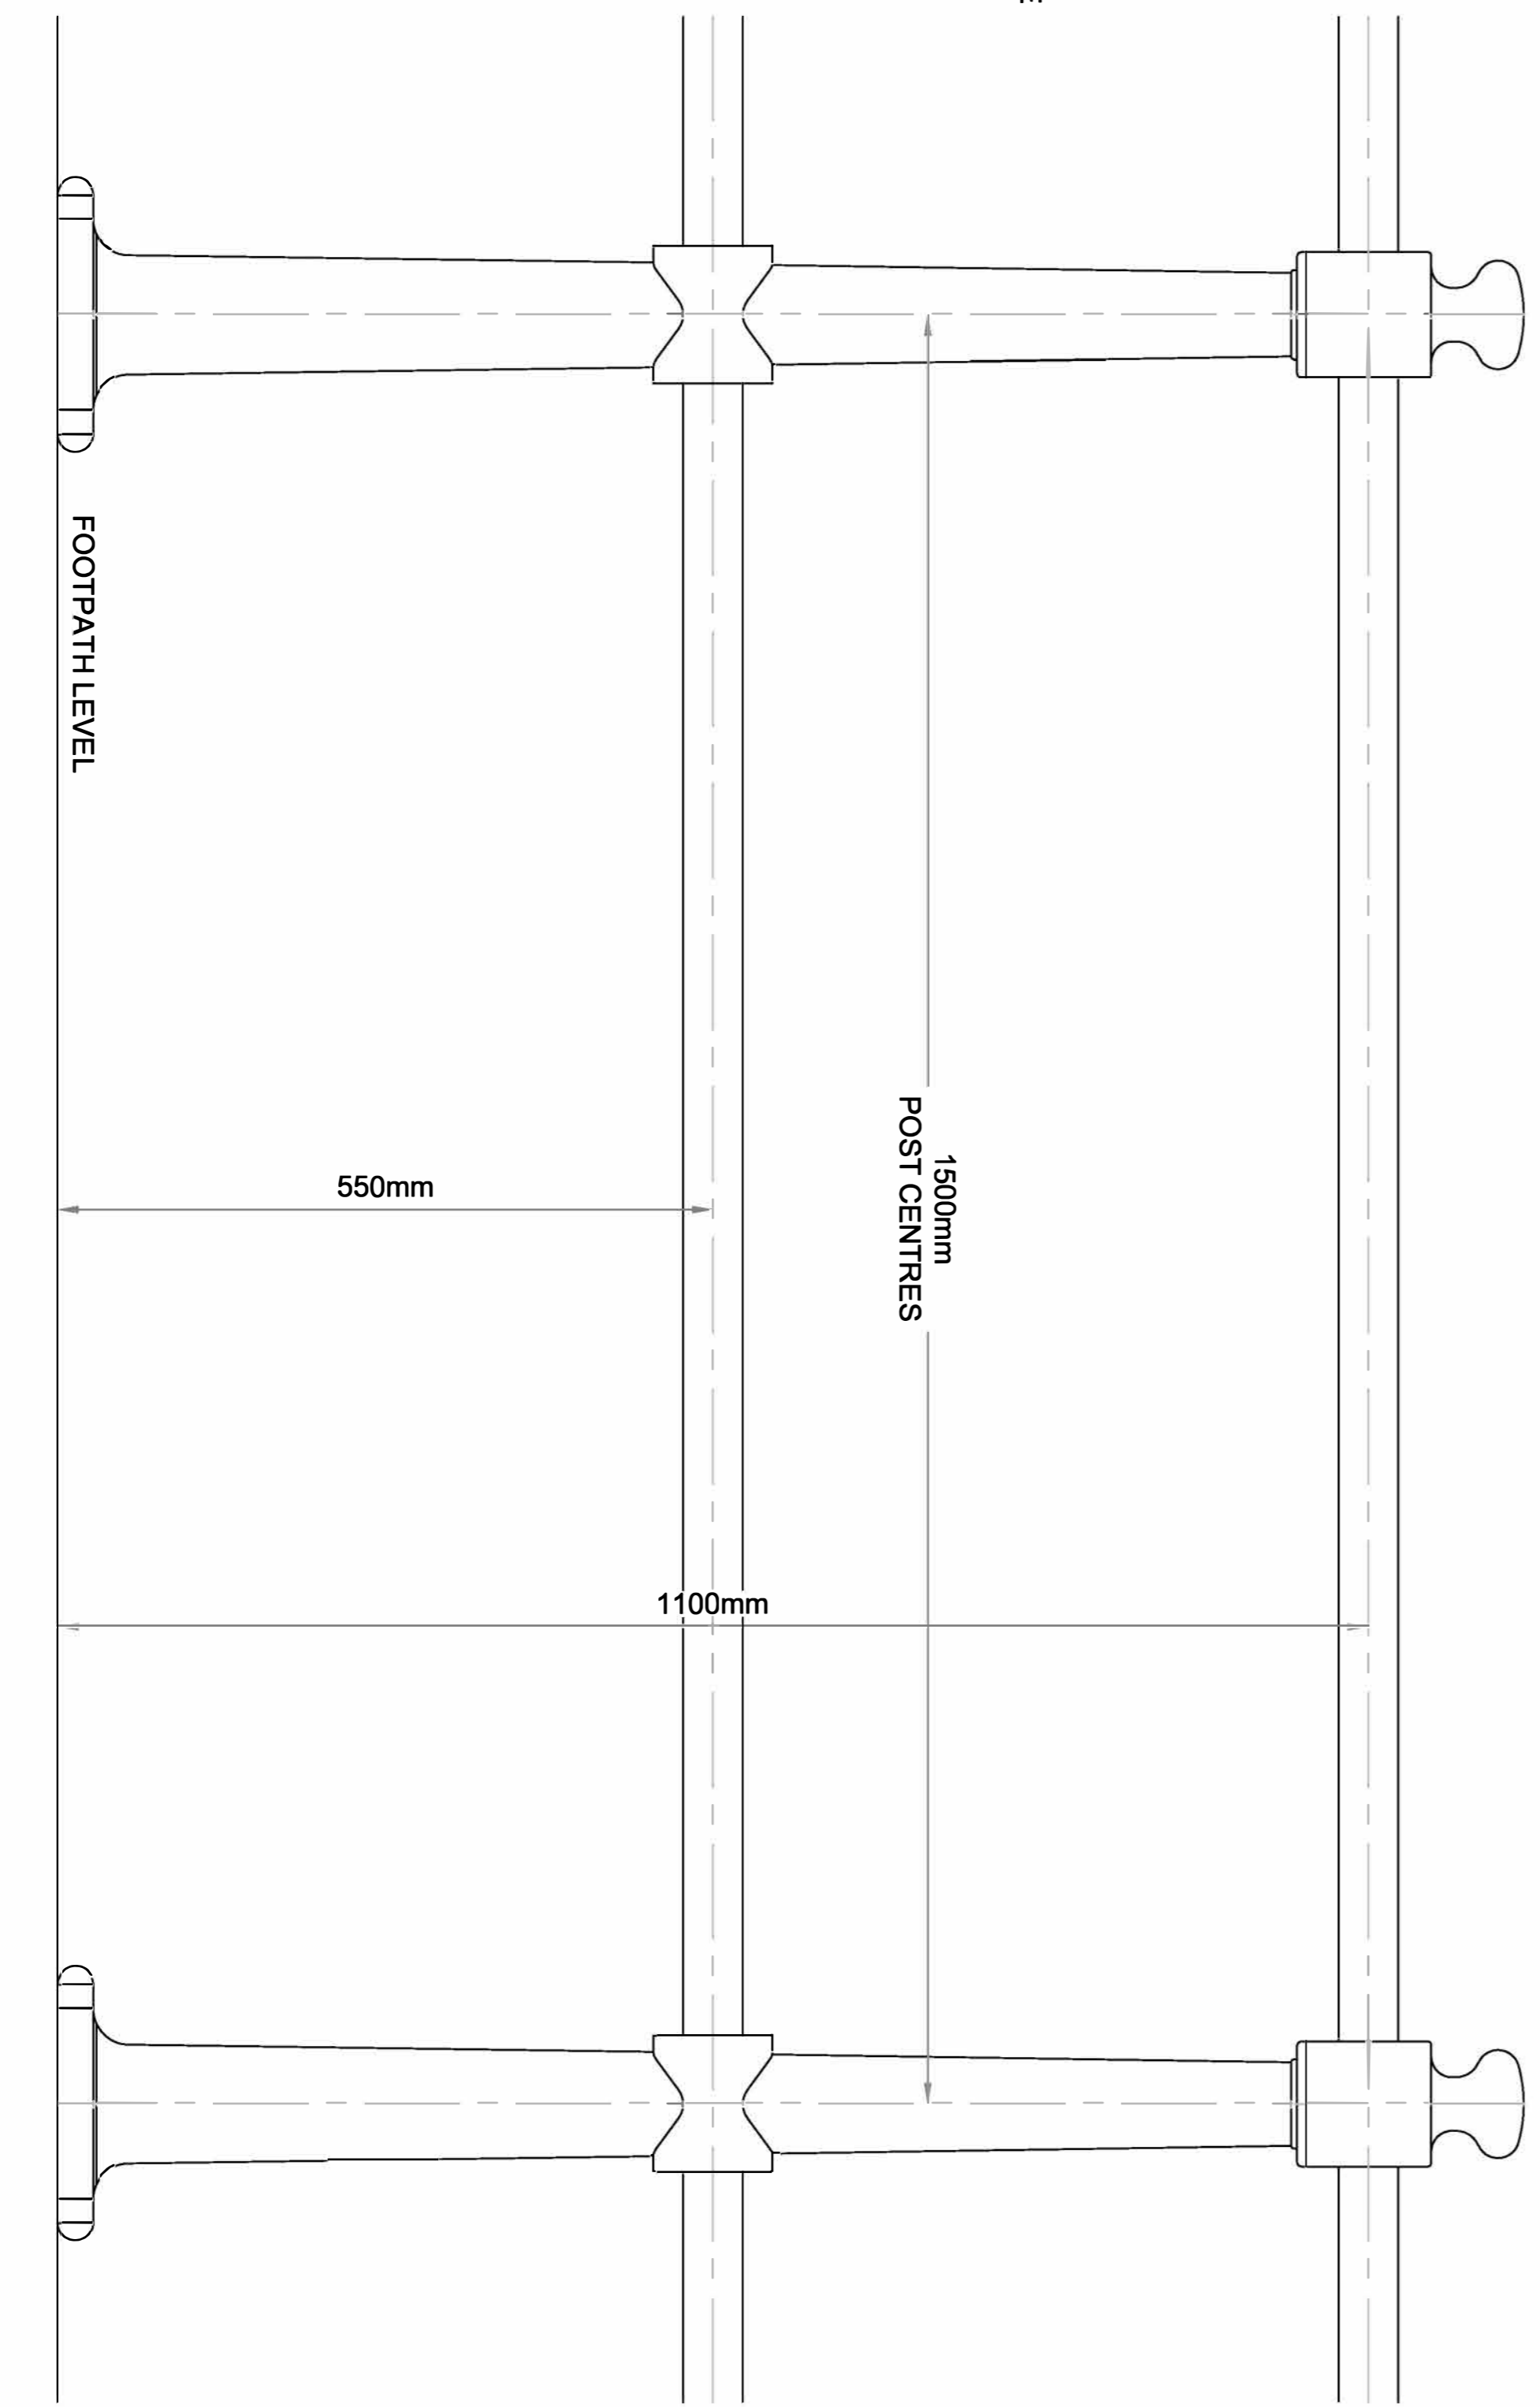 FOOTPATH LEVEL
1500mm
POST CENTRES
550mm
1100mm